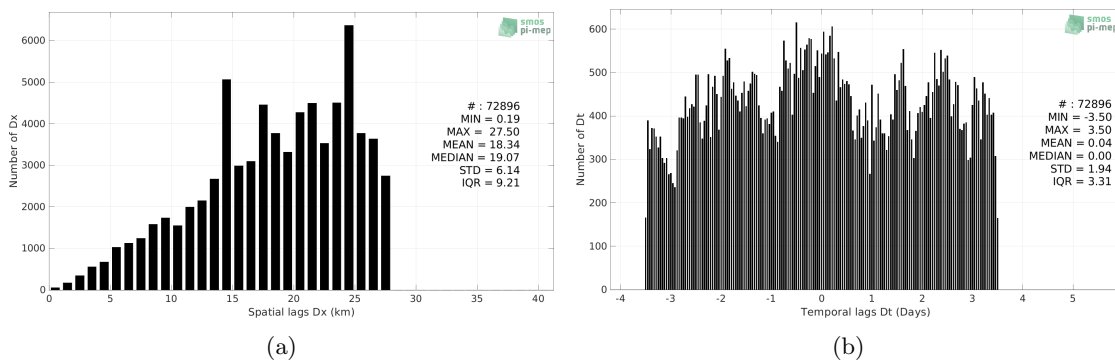 smos
pi-mep
6000
5000
4000
3000
2000
1000
0
Number of Dx
# : 72896
MIN = 0.19
MAX = 27.50
MEAN = 18.34
MEDIAN = 19.07
STD = 6.14
IQR = 9.21
0 5 10 15 20 25 30 35 40
Spatial lags Dx (km)
(a)
smos
pi-mep
600
500
400
300
200
100
0
Number of Dt
# : 72896
MIN = -3.50
MAX = 3.50
MEAN = 0.04
MEDIAN = 0.00
STD = 1.94
IQR = 3.31
-4 -3 -2 -1 0 1 2 3 4 5
Temporal lags Dt (Days)
(b)